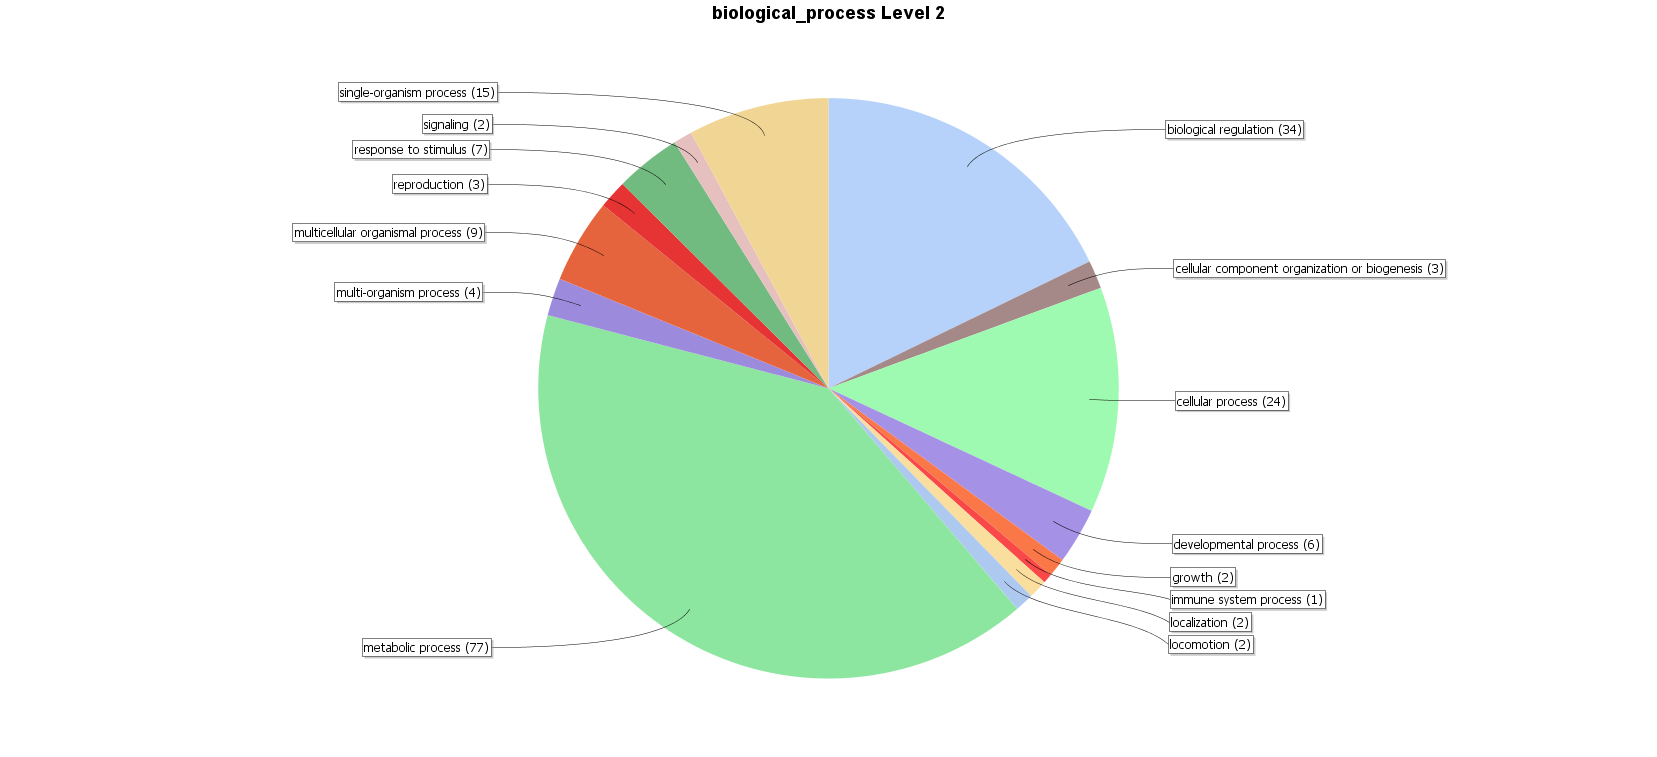 biological_process Level 2
single-organism process (15)
signaling (2)
biological regulation (34)
response to stimulus (7)
reproduction (3)
multicellular organismal process (9)
cellular component organization or biogenesis (3)
multi-organism process (4)
cellular process (24)
developmental process (6)
growth (2)
immune system process (1)
localization (2)
locomotion (2)
metabolic process (77)